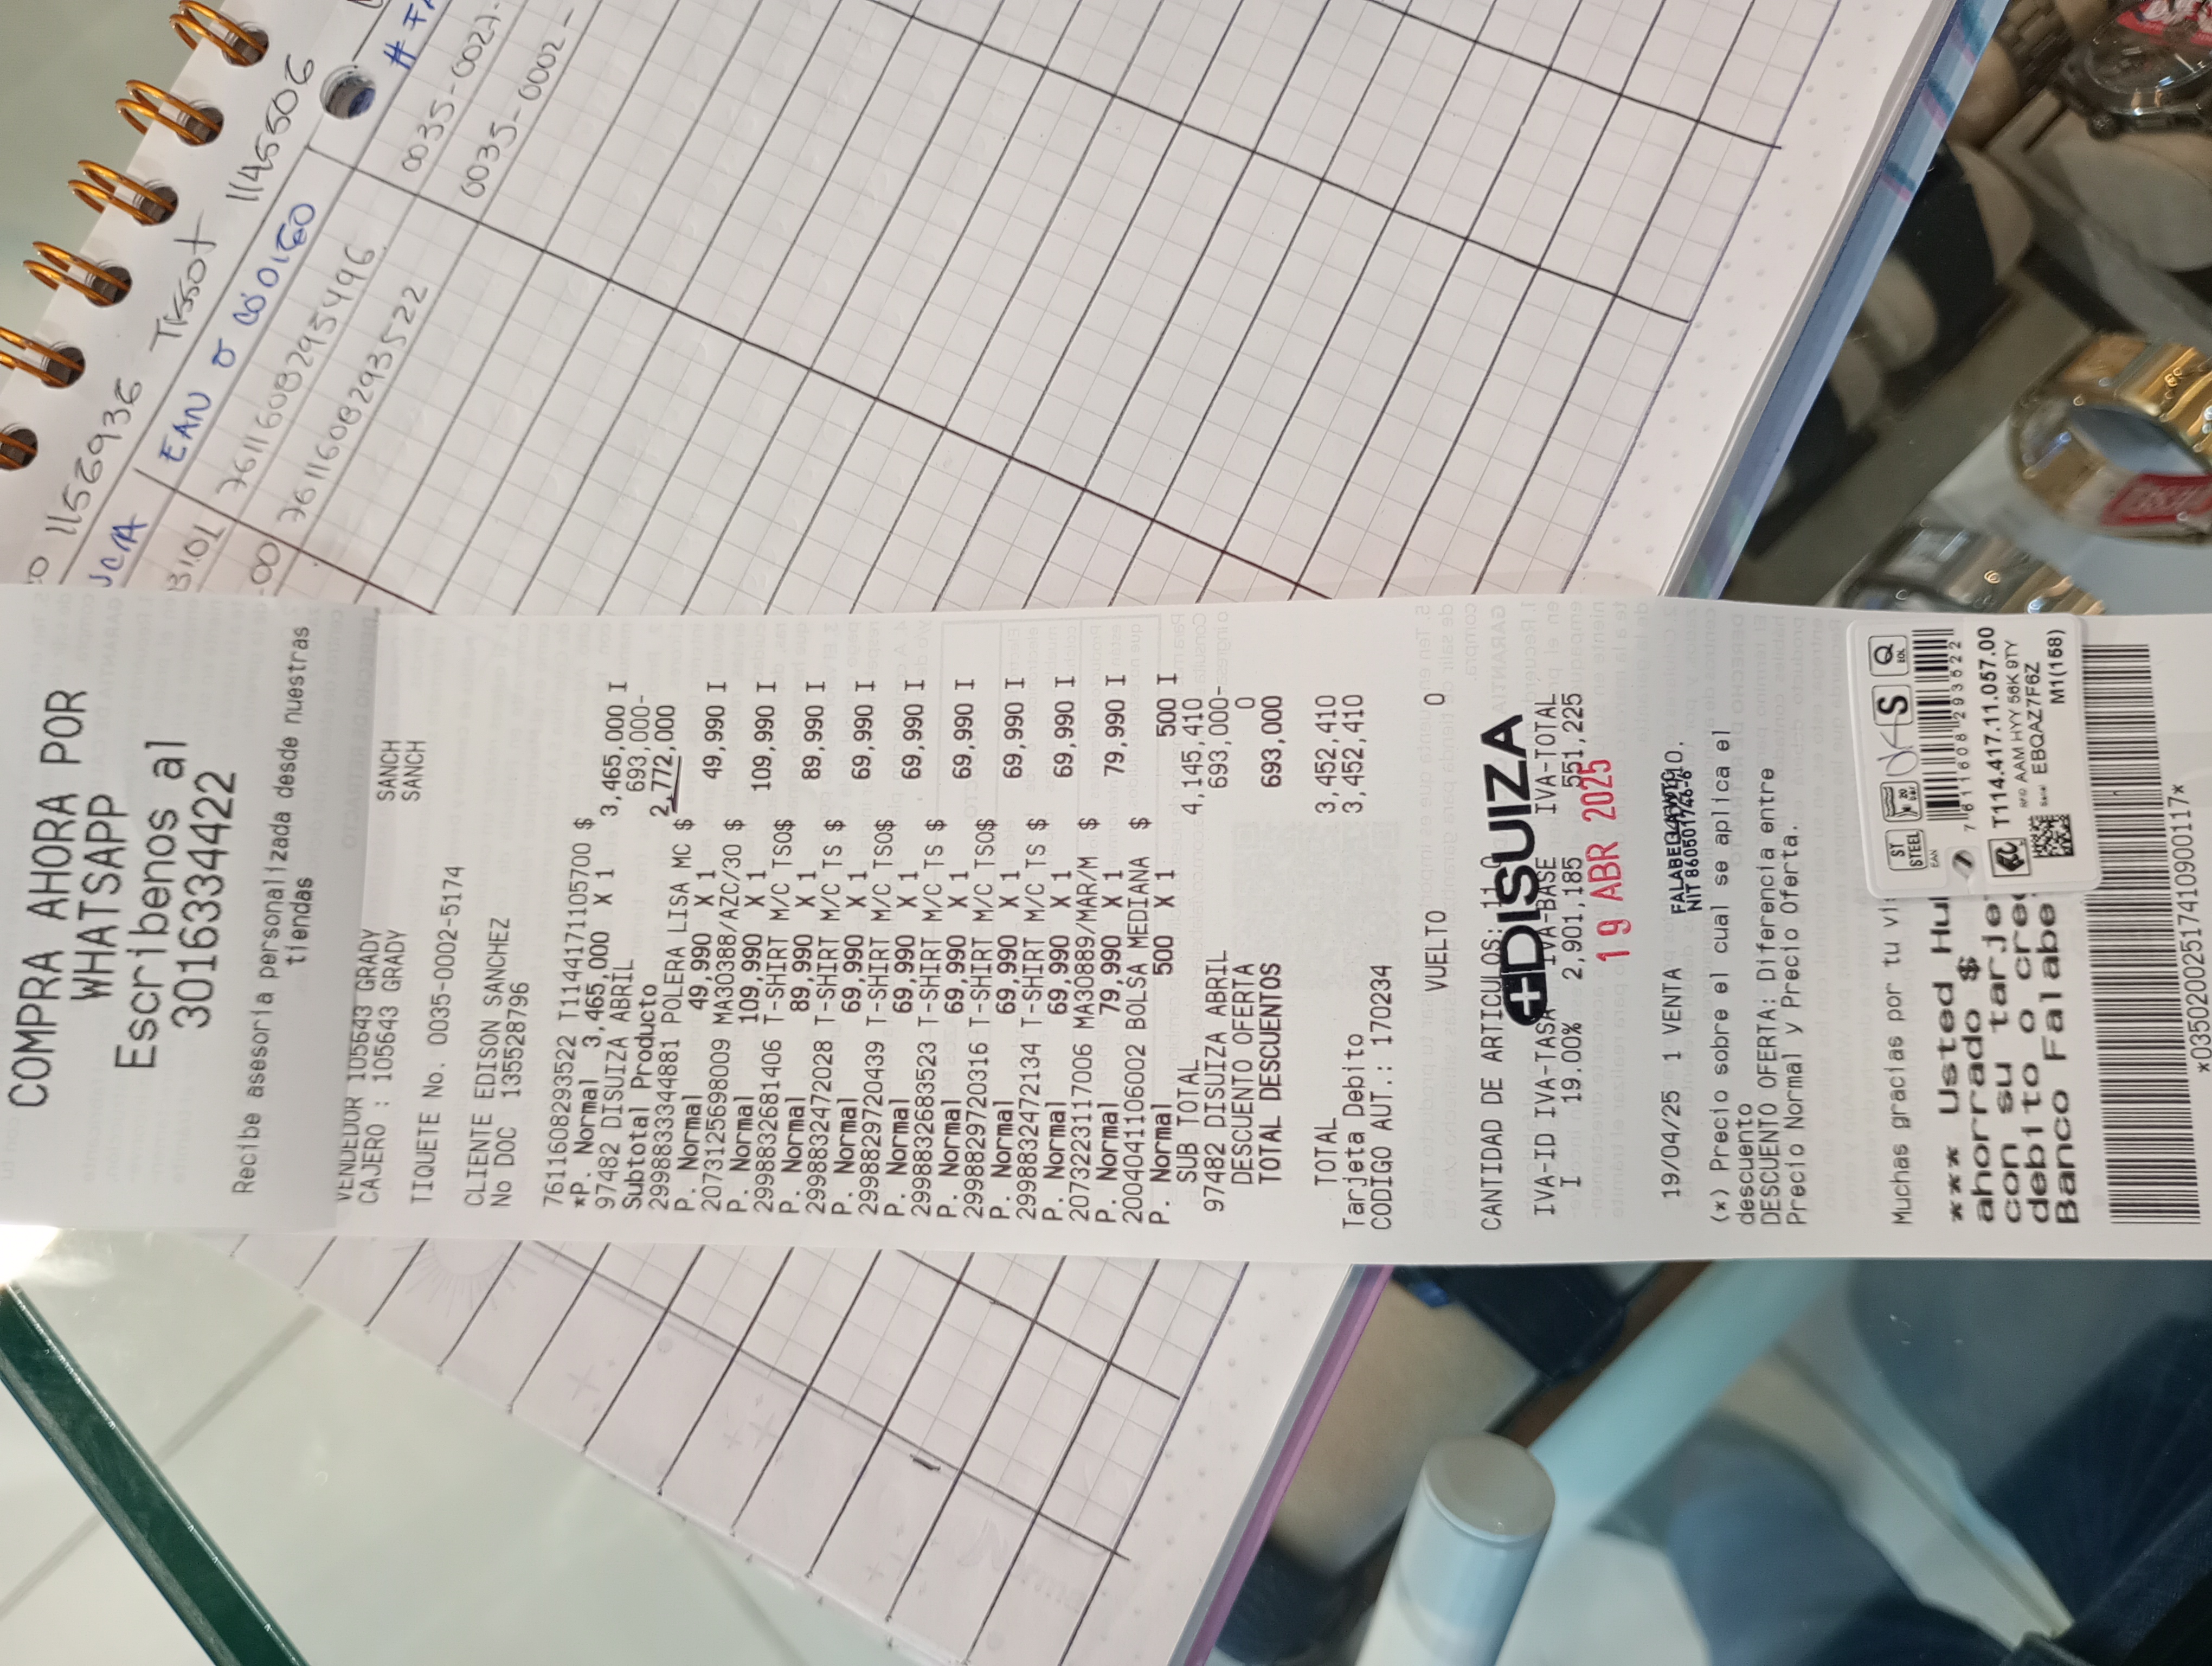 COMPRA AHORA POR
WHATSAPP
Escribenos al
3016334422
Recibe asesoria personalizada desde nuestras
tiendas
VENDEDOR 105643 GRADY SANCH
CAJERO : 105643 GRADY SANCH
TIQUETE No. 0035-0002-5174
CLIENTE EDISON SANCHEZ
No DOC 135528796
7611608293522 T1144171105700 $
*P. Normal 3,465,000 X 1 3,465,000 I
97482 DISUIZA ABRIL 693,000-
Subtotal Producto 2,772,000
2998833344881 POLERA LISA MC $
P. Normal 49,990 X 1 49,990 I
2073125698009 MA30388/AZC/30 $
P. Normal 109,990 X 1 109,990 I
2998832681406 T-SHIRT M/C TSO$
P. Normal 89,990 X 1 89,990 I
2998832472028 T-SHIRT M/C TS $
P. Normal 69,990 X 1 69,990 I
2998829720439 T-SHIRT M/C TSO$
P. Normal 69,990 X 1 69,990 I
2998832683523 T-SHIRT M/C TS $
P. Normal 69,990 X 1 69,990 I
2998829720316 T-SHIRT M/C TSO$
P. Normal 69,990 X 1 69,990 I
2998832472134 T-SHIRT M/C TS $
P. Normal 69,990 X 1 69,990 I
2073223117006 MA30889/MAR/M $
P. Normal 79,990 X 1 79,990 I
2004041106002 BOLSA MEDIANA $
P. Normal 500 X 1 500 I
SUB TOTAL 4,145,410
97482 DISUIZA ABRIL 693,000-
DESCUENTO OFERTA 0
TOTAL DESCUENTOS 693,000
TOTAL 3,452,410
Tarjeta Debito 3,452,410
CODIGO AUT.: 170234
VUELTO 0
CANTIDAD DE ARTICULOS:
DISUIZA
IVA-ID IVA-TASA IVA-BASE IVA-TOTAL
I 19.00% 2,901,185 551,225
19 ABR 2025
19/04/25 1 VENTA
(*) Precio sobre el cual se aplica el
descuento
DESCUENTO OFERTA: Diferencia entre
Precio Normal y Precio Oferta.
Muchas gracias por tu
*** Usted
ahorrado $
con su
debito o
Banco
*0350200251741090011 7*
ST
STEEL
EAN
7 611608 293522
T114.417.11.057.00
EBQAZ7F6Z
M1(168)
Tissot
EAN o CODIGO
7611608293522
0035-0002-